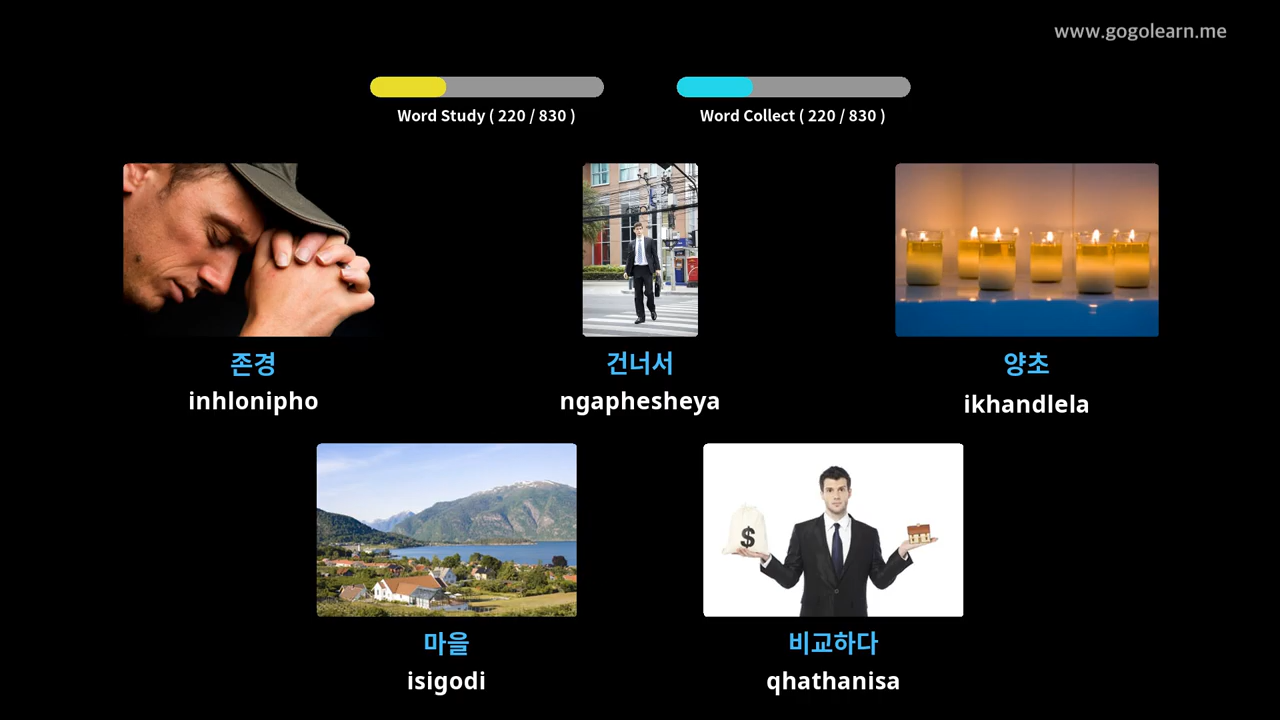 www.gogolearn.me
Word Study ( 220 / 830 )
Word Collect ( 220 / 830 )
존경
건너서
양초
inhlonipho
ngaphesheya
ikhandlela
$
마을
비교하다
isigodi
qhathanisa